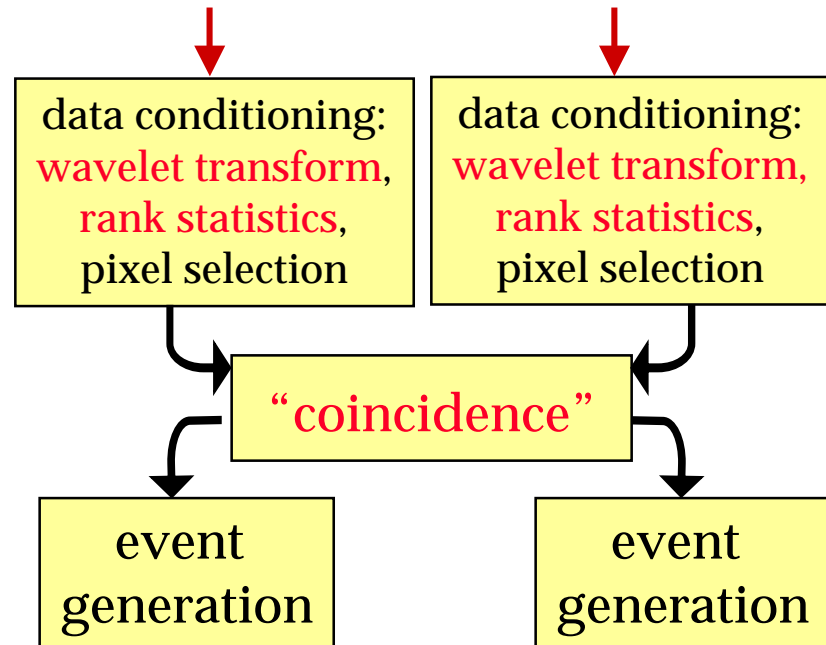 data conditioning:
wavelet transform,
rank statistics,
pixel selection
data conditioning:
wavelet transform,
rank statistics,
pixel selection
“coincidence”
event
generation
event
generation